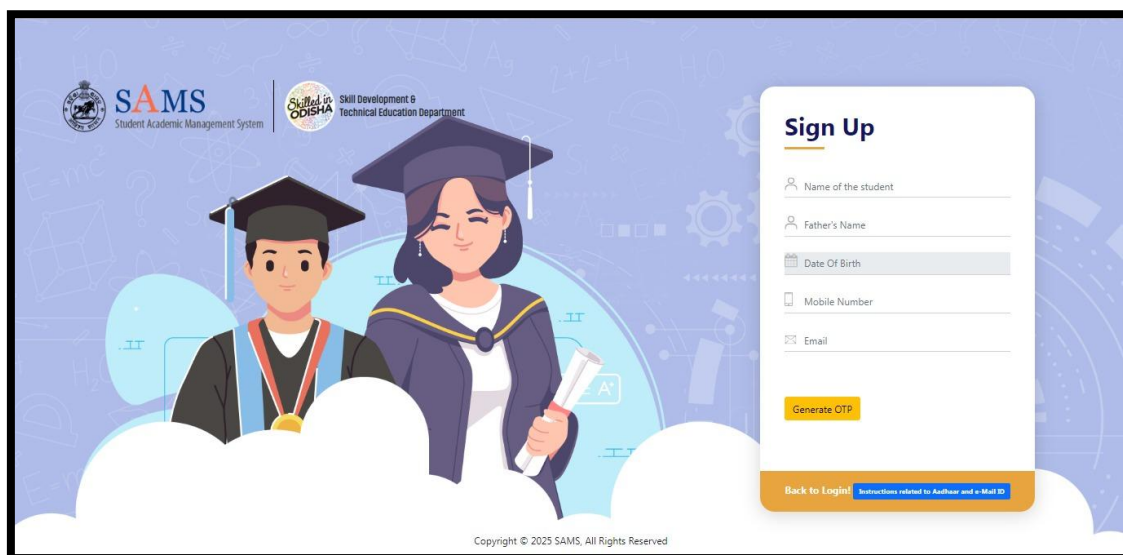 SAMS
Student Academic Management System
Skilled in
ODISHA
Skill Development &
Technical Education Department
Sign Up
Name of the student
Father's Name
Date Of Birth
Mobile Number
Email
Generate OTP
Back to Login! Instructions related to Aadhaar and e-Mail ID
A+
Copyright © 2025 SAMS, All Rights Reserved